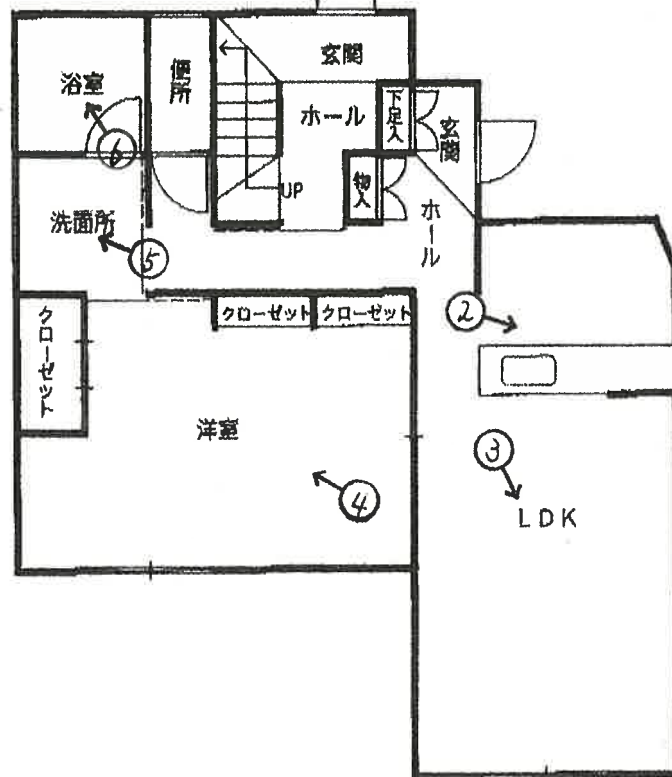 玄関
浴室
便所
ホール
下足入
玄関
⑥
物入
UP
洗面所
ホール
⑤
クローゼット
クローゼット
クローゼット
②
洋室
③
④
LDK